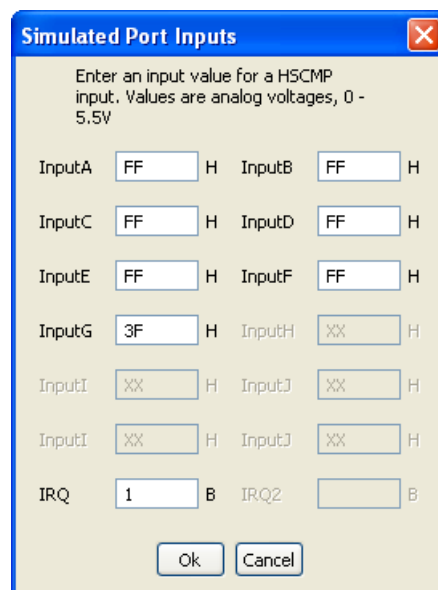 Simulated Port Inputs
Enter an input value for a HSCMP
input. Values are analog voltages, 0 -
5.5V
InputA FF H InputB FF H
InputC FF H InputD FF H
InputE FF H InputF FF H
InputG 3F H InputH XX H
InputI XX H InputJ XX H
InputI XX H InputJ XX H
IRQ 1 B IRQ2 B
Ok Cancel